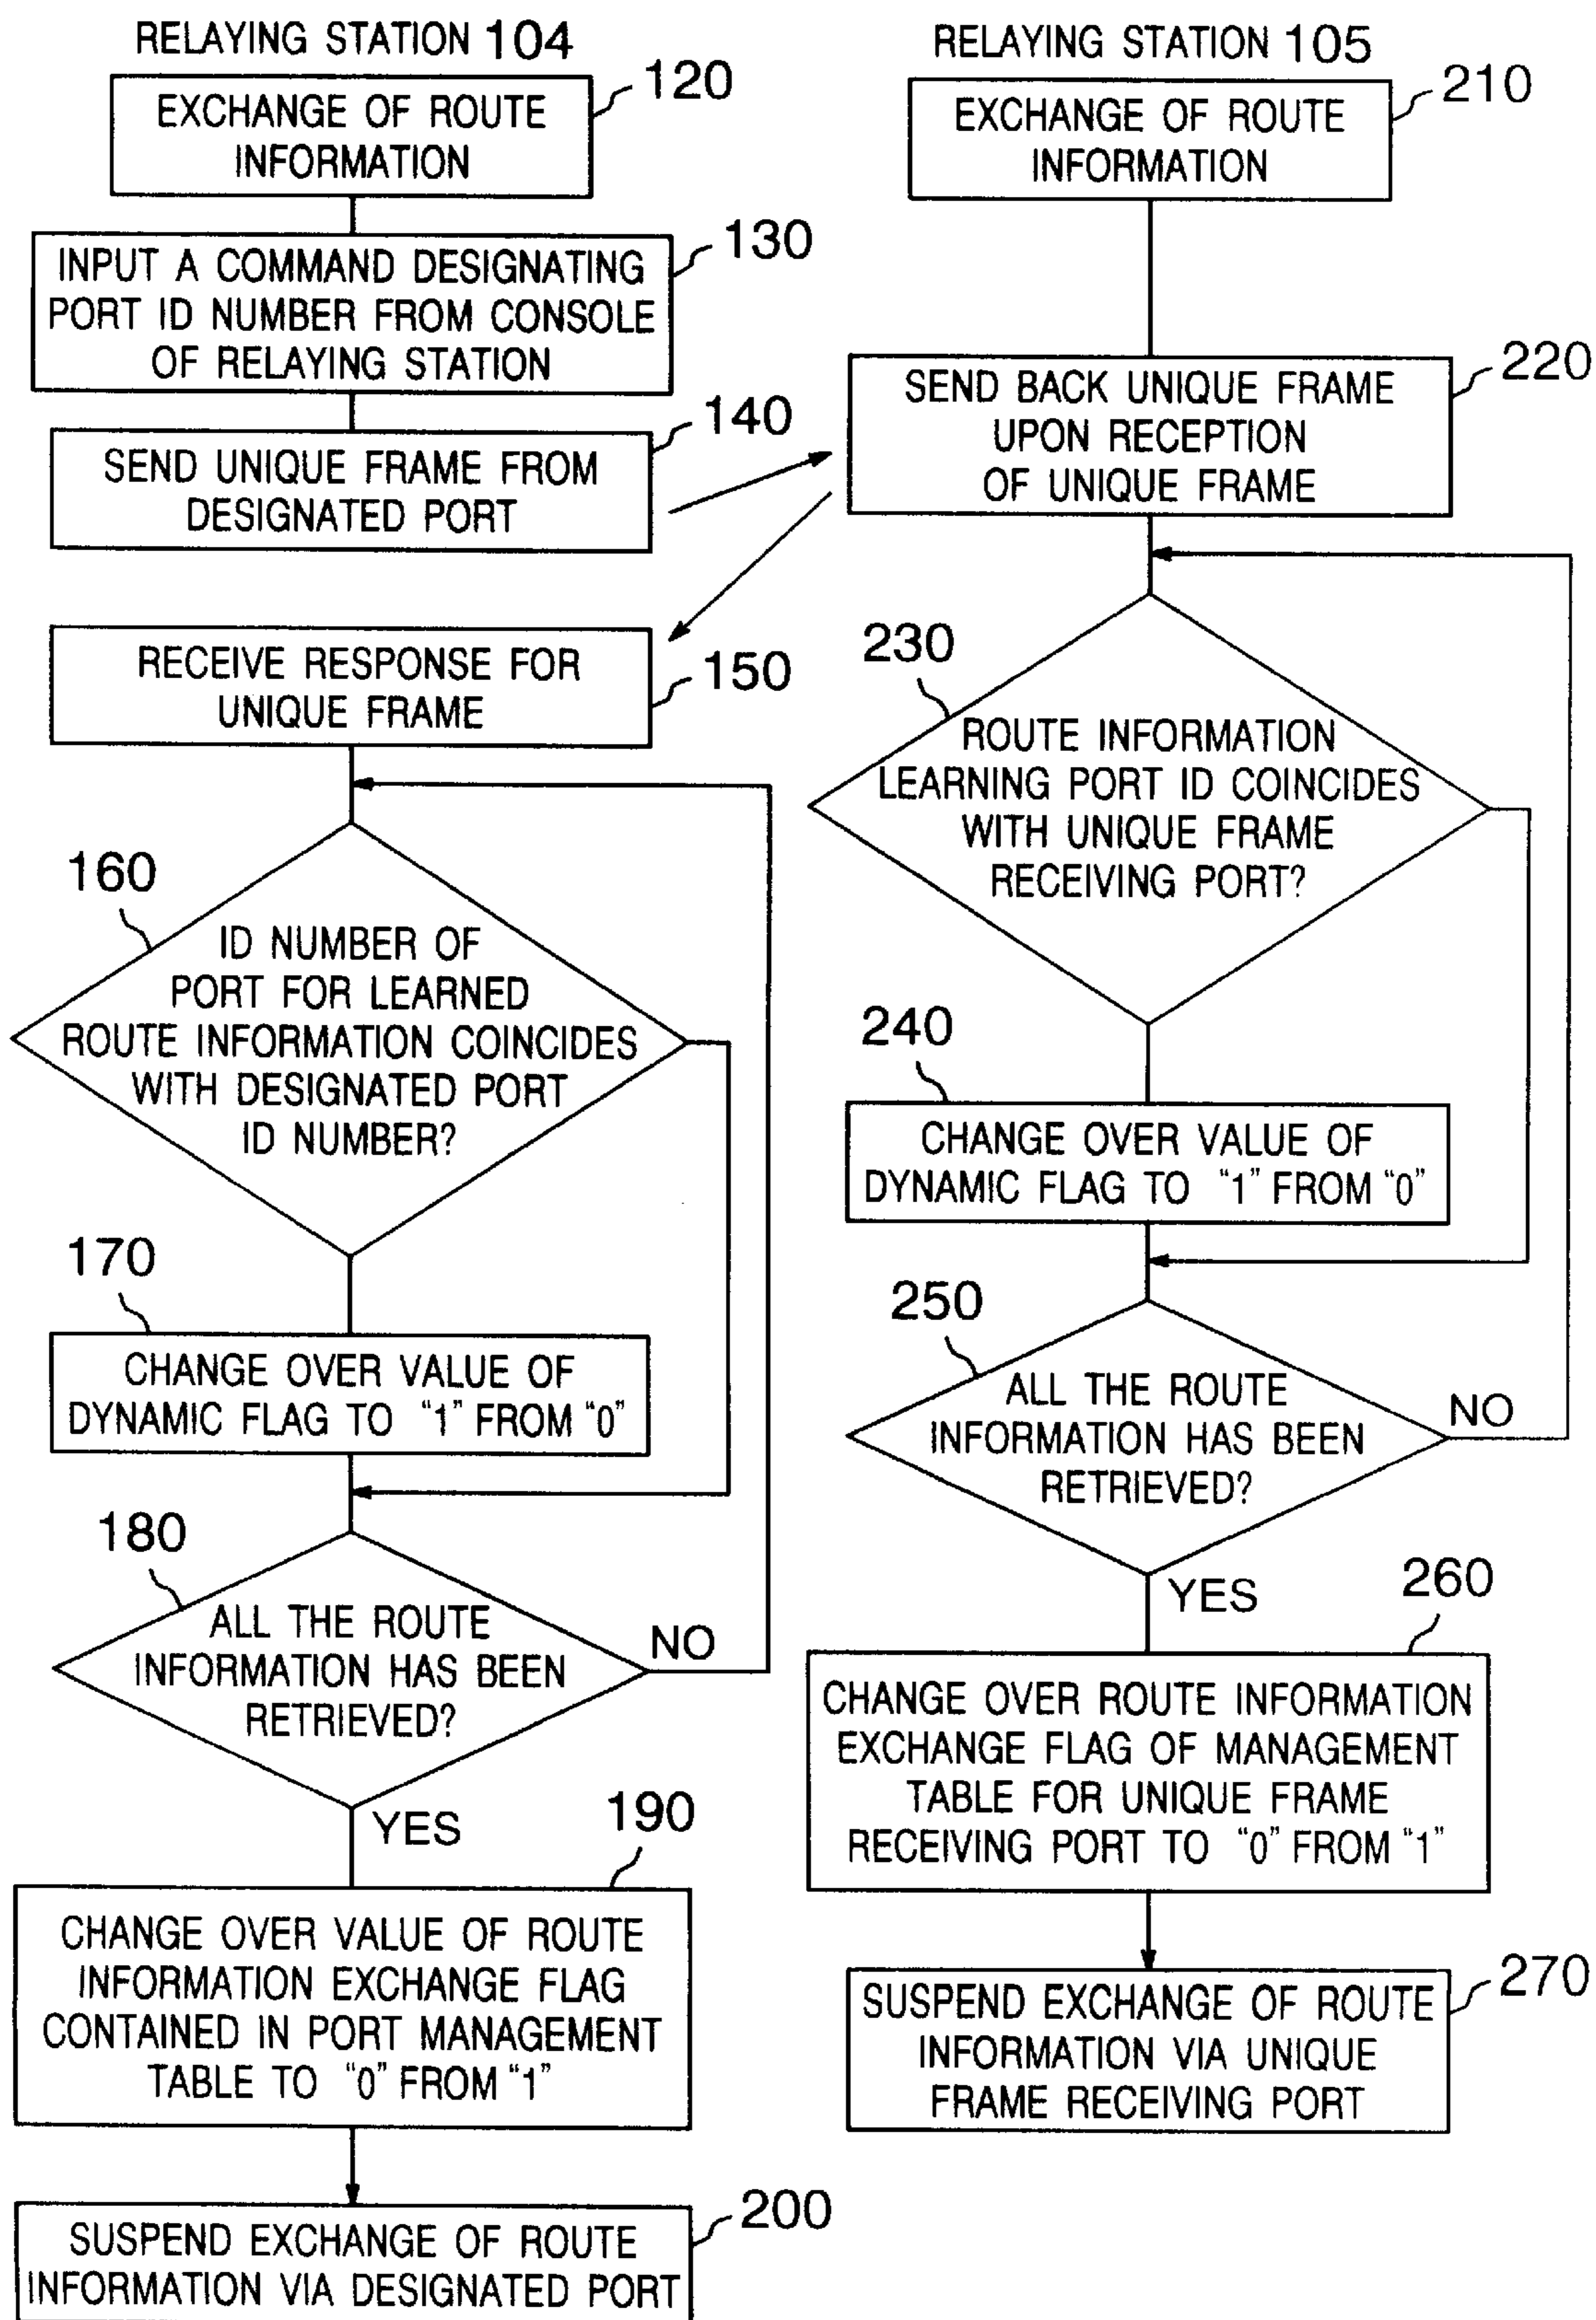 RELAYING STATION 104
120
EXCHANGE OF ROUTE
INFORMATION
130
INPUT A COMMAND DESIGNATING
PORT ID NUMBER FROM CONSOLE
OF RELAYING STATION
140
SEND UNIQUE FRAME FROM
DESIGNATED PORT
RECEIVE RESPONSE FOR
UNIQUE FRAME
150
160
ID NUMBER OF
PORT FOR LEARNED
ROUTE INFORMATION COINCIDES
WITH DESIGNATED PORT
ID NUMBER?
170
CHANGE OVER VALUE OF
DYNAMIC FLAG TO “1” FROM “0”
180
ALL THE ROUTE
INFORMATION HAS BEEN
RETRIEVED?
NO
YES
190
CHANGE OVER VALUE OF ROUTE
INFORMATION EXCHANGE FLAG
CONTAINED IN PORT MANAGEMENT
TABLE TO “0” FROM “1”
200
SUSPEND EXCHANGE OF ROUTE
INFORMATION VIA DESIGNATED PORT
RELAYING STATION 105
210
EXCHANGE OF ROUTE
INFORMATION
220
SEND BACK UNIQUE FRAME
UPON RECEPTION
OF UNIQUE FRAME
230
ROUTE INFORMATION
LEARNING PORT ID COINCIDES
WITH UNIQUE FRAME
RECEIVING PORT?
240
CHANGE OVER VALUE OF
DYNAMIC FLAG TO “1” FROM “0”
250
ALL THE ROUTE
INFORMATION HAS BEEN
RETRIEVED?
NO
YES
260
CHANGE OVER ROUTE INFORMATION
EXCHANGE FLAG OF MANAGEMENT
TABLE FOR UNIQUE FRAME
RECEIVING PORT TO “0” FROM “1”
270
SUSPEND EXCHANGE OF ROUTE
INFORMATION VIA UNIQUE
FRAME RECEIVING PORT